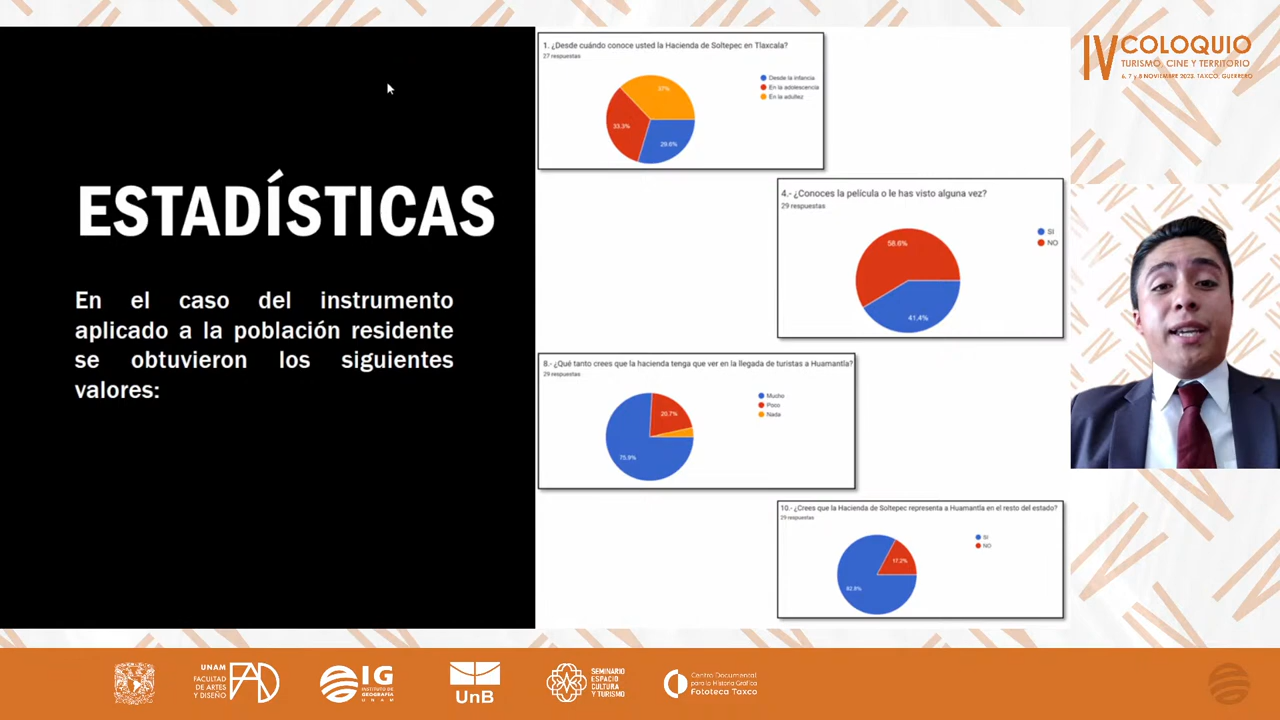 ESTADÍSTICAS
En el caso del instrumento
aplicado a la población residente
se obtuvieron los siguientes
valores:
1. ¿Desde cuándo conoce usted la Hacienda de Soltepec en Tlaxcala?
27 respuestas
37%
33.3%
29.6%
Desde la infancia
En la adolescencia
En la adultez
4.- ¿Conoces la película o le has visto alguna vez?
29 respuestas
58.6%
41.4%
SI
NO
8.- ¿Qué tanto crees que la hacienda tenga que ver en la llegada de turistas a Huamantla?
29 respuestas
20.7%
75.9%
Mucho
Poco
Nada
10.- ¿Crees que la Hacienda de Soltepec representa a Huamantla en el resto del estado?
29 respuestas
17.2%
82.8%
SI
NO
IV COLOQUIO
TURISMO, CINE Y TERRITORIO
6, 7 y 8 NOVIEMBRE 2023. TAXCO, GUERRERO
UNAM
FACULTAD
DE ARTES
Y DISEÑO
FAD
IG
INSTITUTO DE
GEOGRAFÍA
UNAM
UnB
SEMINARIO
ESPACIO
CULTURA
Y TURISMO
Centro Documental
para la Historia Gráfica
Fototeca Taxco